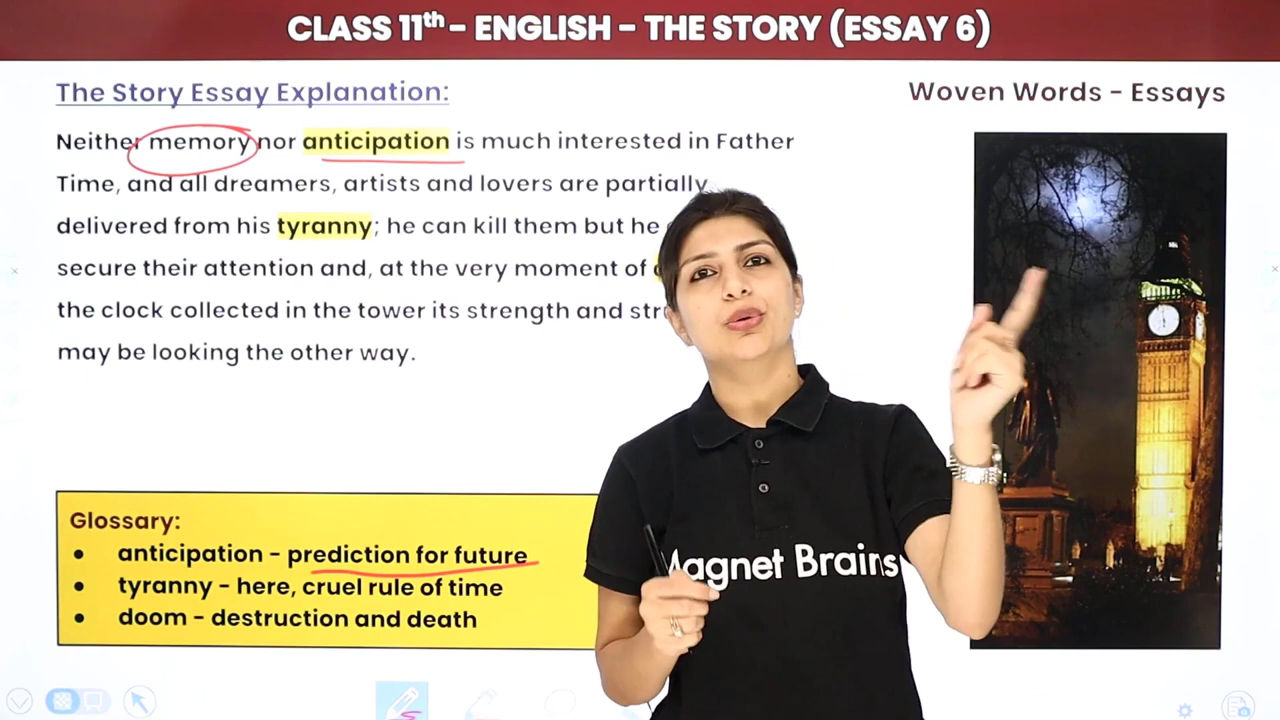 CLASS 11th - ENGLISH - THE STORY (ESSAY 6)
The Story Essay Explanation:
Woven Words - Essays
Neither memory nor anticipation is much interested in Father
Time, and all dreamers, artists and lovers are partially
delivered from his tyranny; he can kill them but he
secure their attention and, at the very moment of
the clock collected in the tower its strength and
may be looking the other way.
Glossary:
• anticipation - prediction for future
• tyranny - here, cruel rule of time
• doom - destruction and death
Magnet Brains